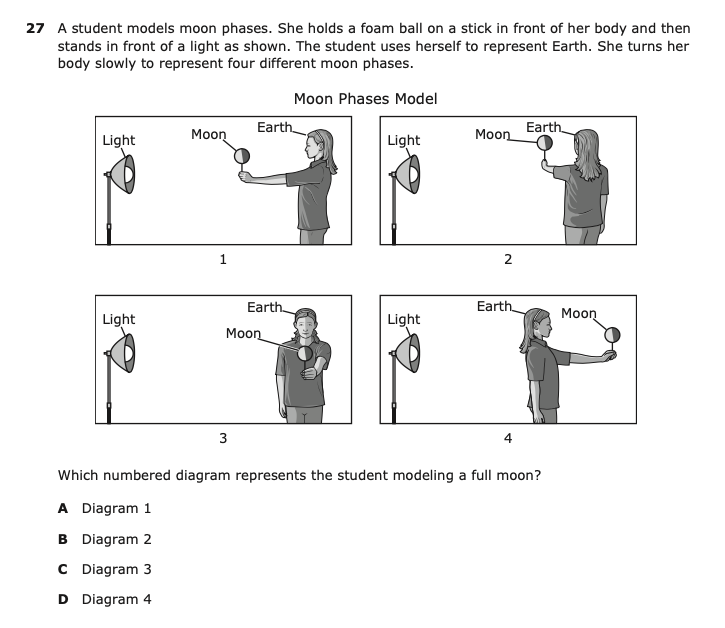 27 A student models moon phases. She holds a foam ball on a stick in front of her body and then
stands in front of a light as shown. The student uses herself to represent Earth. She turns her
body slowly to represent four different moon phases.
Moon Phases Model
Light
Moon
Earth
1
Light
Moon
Earth
2
Light
Earth
Moon
3
Light
Earth
Moon
4
Which numbered diagram represents the student modeling a full moon?
A Diagram 1
B Diagram 2
C Diagram 3
D Diagram 4